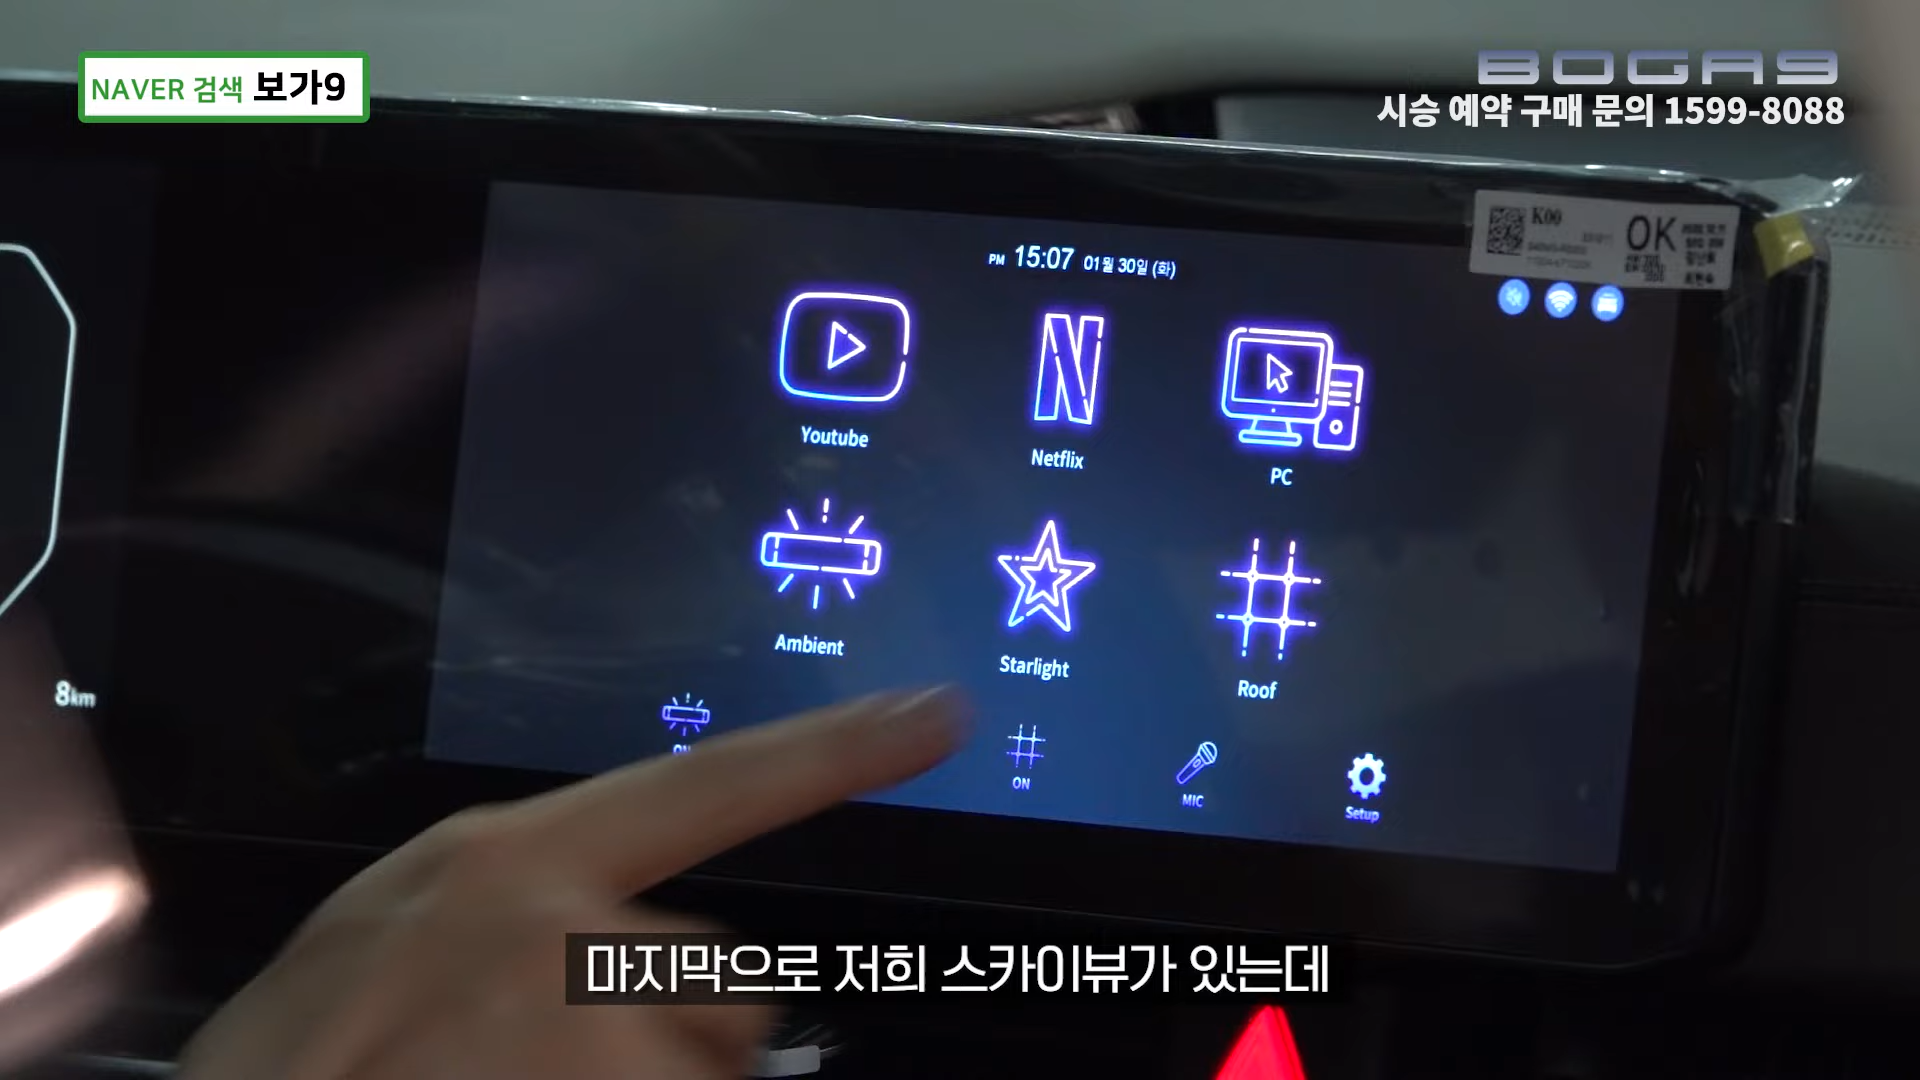 NAVER 검색 보가9
BOGA9
시승 예약 구매 문의 1599-8088
K00
OK
PM 15:07 01월 30일 (화)
Youtube
Netflix
PC
Ambient
Starlight
Roof
8km
ON
MIC
Setup
마지막으로 저희 스카이뷰가 있는데